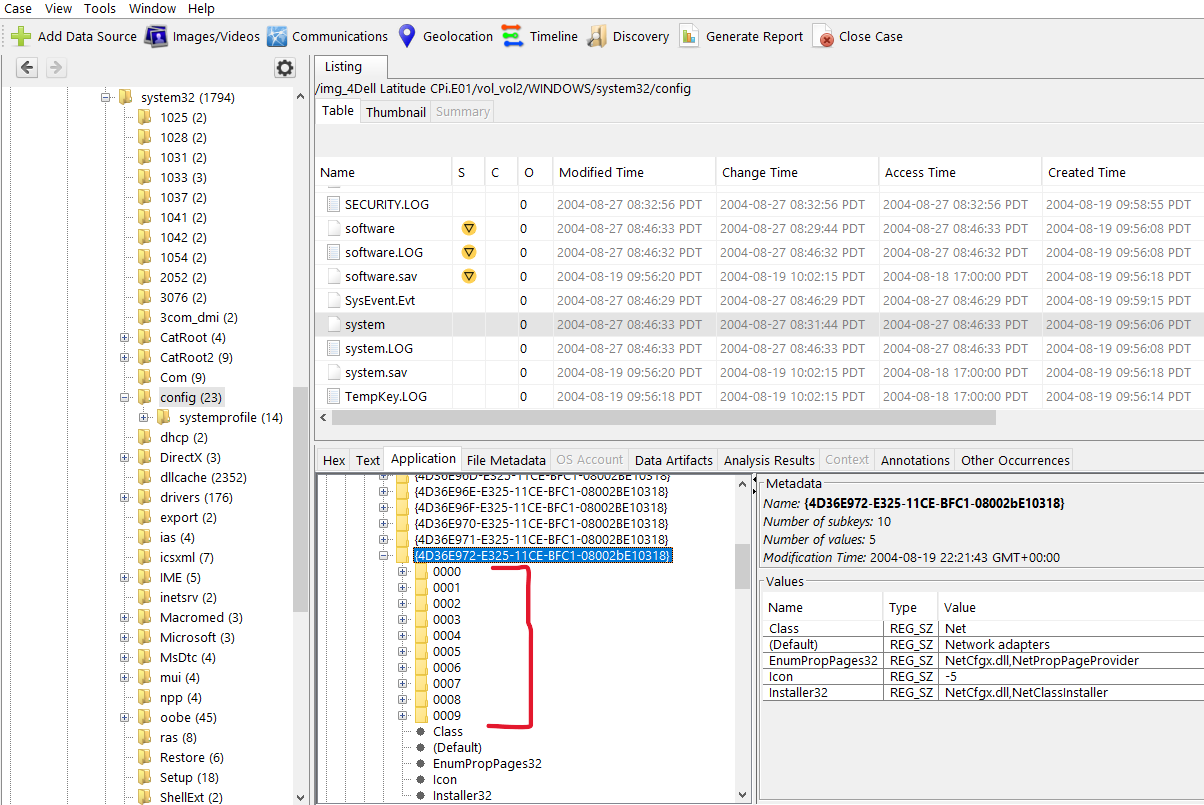 Case View Tools Window Help
Add Data Source Images/Videos Communications Geolocation Timeline Discovery Generate Report Close Case
system32 (1794)
1025 (2)
1028 (2)
1031 (2)
1033 (3)
1037 (2)
1041 (2)
1042 (2)
1054 (2)
2052 (2)
3076 (2)
3com_dmi (2)
CatRoot (4)
CatRoot2 (9)
Com (9)
config (23)
systemprofile (14)
dhcp (2)
DirectX (3)
dllcache (2352)
drivers (176)
export (2)
ias (4)
icsxml (7)
IME (5)
inetsrv (2)
Macromed (3)
Microsoft (3)
MsDtc (4)
mui (4)
npp (4)
oobe (45)
ras (8)
Restore (6)
Setup (18)
ShellExt (2)
Listing
/img_4Dell Latitude CPi.E01/vol_vol2/WINDOWS/system32/config
Table Thumbnail Summary
Name S C O Modified Time Change Time Access Time Created Time
SECURITY.LOG 0 2004-08-27 08:32:56 PDT 2004-08-27 08:32:56 PDT 2004-08-27 08:32:56 PDT 2004-08-19 09:58:55 PDT
software 0 2004-08-27 08:46:33 PDT 2004-08-27 08:29:44 PDT 2004-08-27 08:46:33 PDT 2004-08-19 09:56:08 PDT
software.LOG 0 2004-08-27 08:46:32 PDT 2004-08-27 08:46:32 PDT 2004-08-27 08:46:32 PDT 2004-08-19 09:56:08 PDT
software.sav 0 2004-08-19 09:56:20 PDT 2004-08-19 10:02:15 PDT 2004-08-18 17:00:00 PDT 2004-08-19 09:56:18 PDT
SysEvent.Evt 0 2004-08-27 08:46:29 PDT 2004-08-27 08:46:29 PDT 2004-08-27 08:46:29 PDT 2004-08-19 09:59:15 PDT
system 0 2004-08-27 08:46:33 PDT 2004-08-27 08:31:44 PDT 2004-08-27 08:46:33 PDT 2004-08-19 09:56:06 PDT
system.LOG 0 2004-08-27 08:46:33 PDT 2004-08-27 08:46:33 PDT 2004-08-27 08:46:33 PDT 2004-08-19 09:56:08 PDT
system.sav 0 2004-08-19 09:56:20 PDT 2004-08-19 10:02:15 PDT 2004-08-18 17:00:00 PDT 2004-08-19 09:56:18 PDT
TempKey.LOG 0 2004-08-19 09:56:18 PDT 2004-08-19 10:02:15 PDT 2004-08-19 09:56:18 PDT 2004-08-19 09:56:14 PDT
Hex Text Application File Metadata OS Account Data Artifacts Analysis Results Context Annotations Other Occurrences
{4D36E96D-E325-11CE-BFC1-08002BE10318}
{4D36E96E-E325-11CE-BFC1-08002BE10318}
{4D36E96F-E325-11CE-BFC1-08002BE10318}
{4D36E970-E325-11CE-BFC1-08002BE10318}
{4D36E971-E325-11CE-BFC1-08002BE10318}
{4D36E972-E325-11CE-BFC1-08002bE10318}
0000
0001
0002
0003
0004
0005
0006
0007
0008
0009
Class
(Default)
EnumPropPages32
Icon
Installer32
Metadata
Name: {4D36E972-E325-11CE-BFC1-08002bE10318}
Number of subkeys: 10
Number of values: 5
Modification Time: 2004-08-19 22:21:43 GMT+00:00
Values
Name Type Value
Class REG_SZ Net
(Default) REG_SZ Network adapters
EnumPropPages32 REG_SZ NetCfgx.dll,NetPropPageProvider
Icon REG_SZ -5
Installer32 REG_SZ NetCfgx.dll,NetClassInstaller